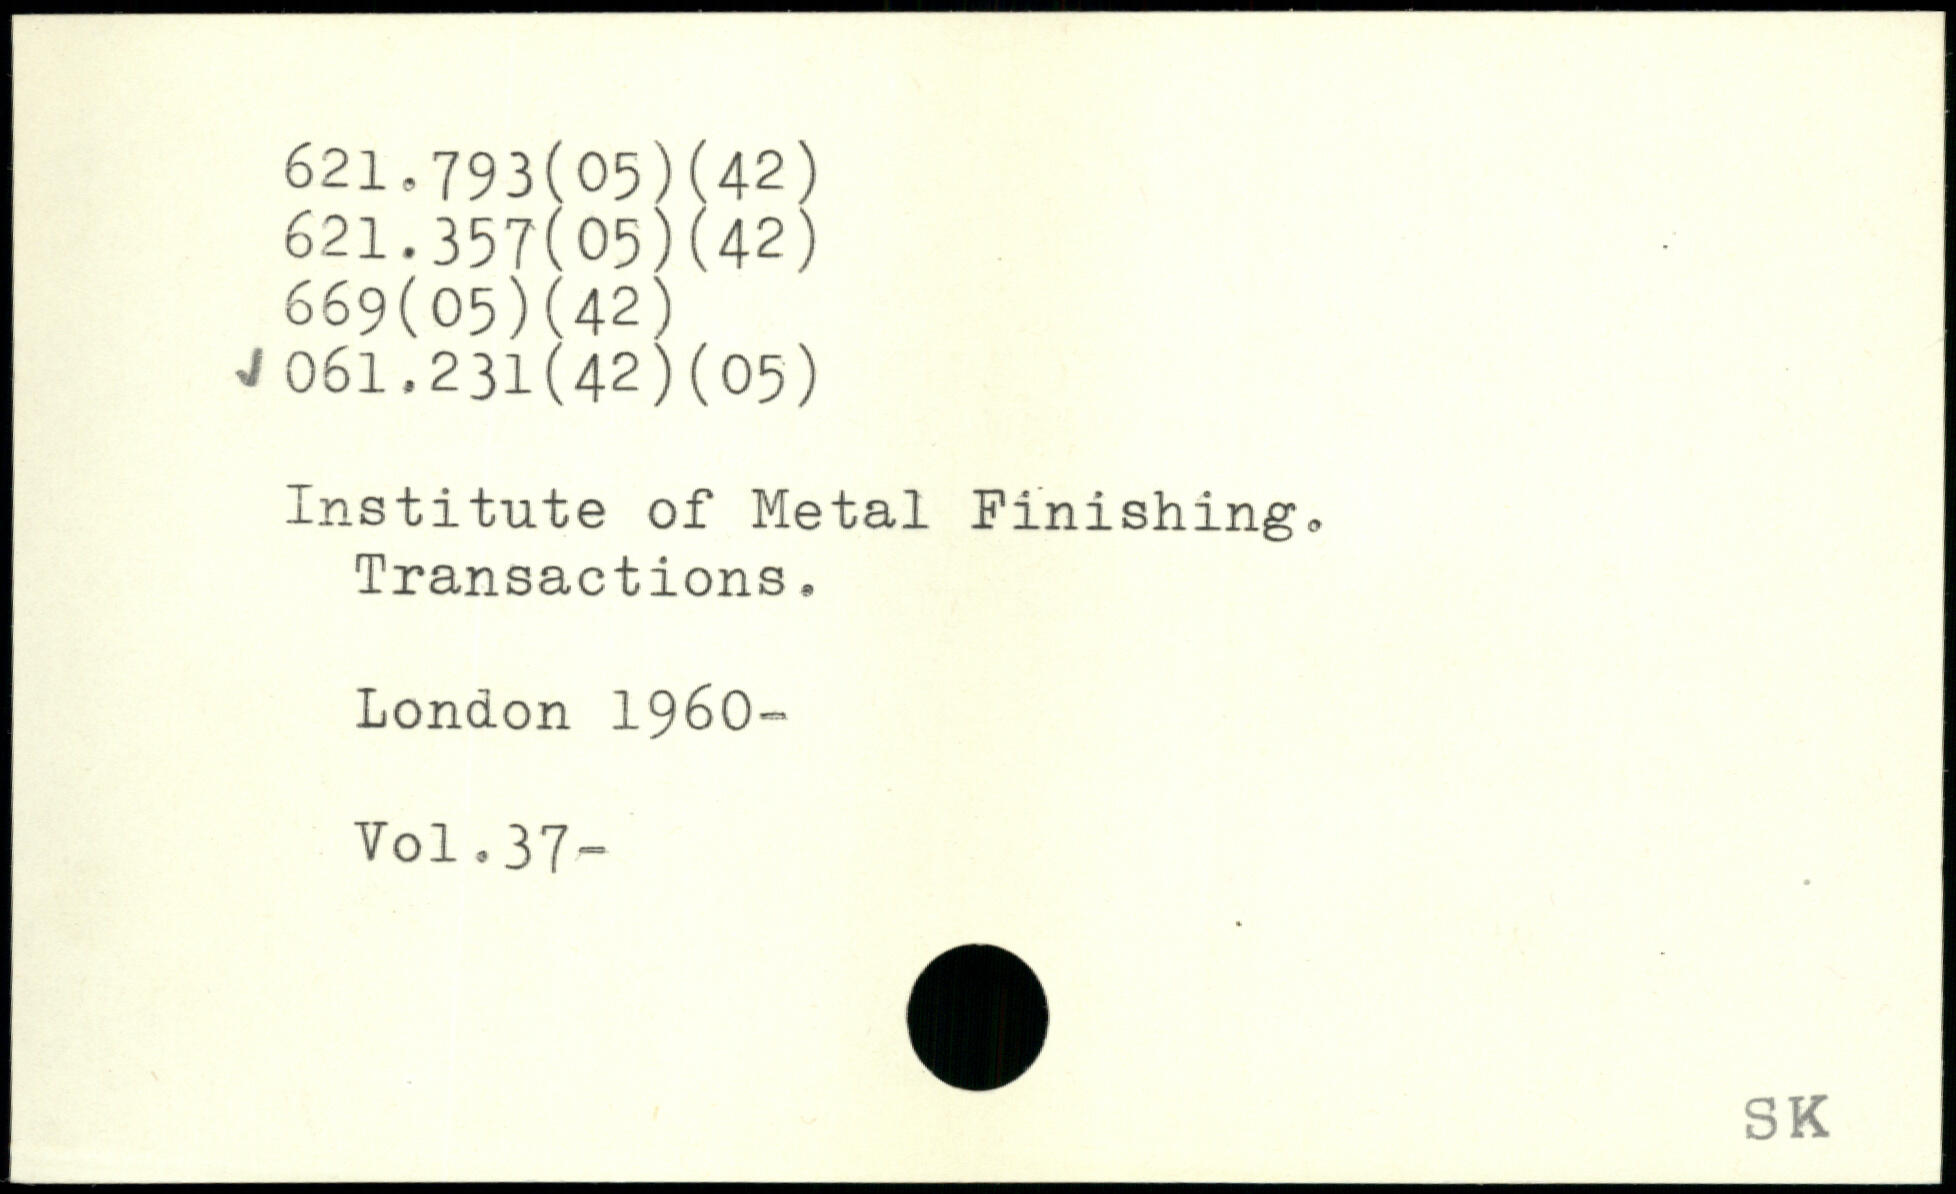 621.793(05)(42)
621.357(05)(42)
669(05)(42)
✓ 061.231(42)(05)
Institute of Metal Finishing.
Transactions.
London 1960-
Vol.37-
SK